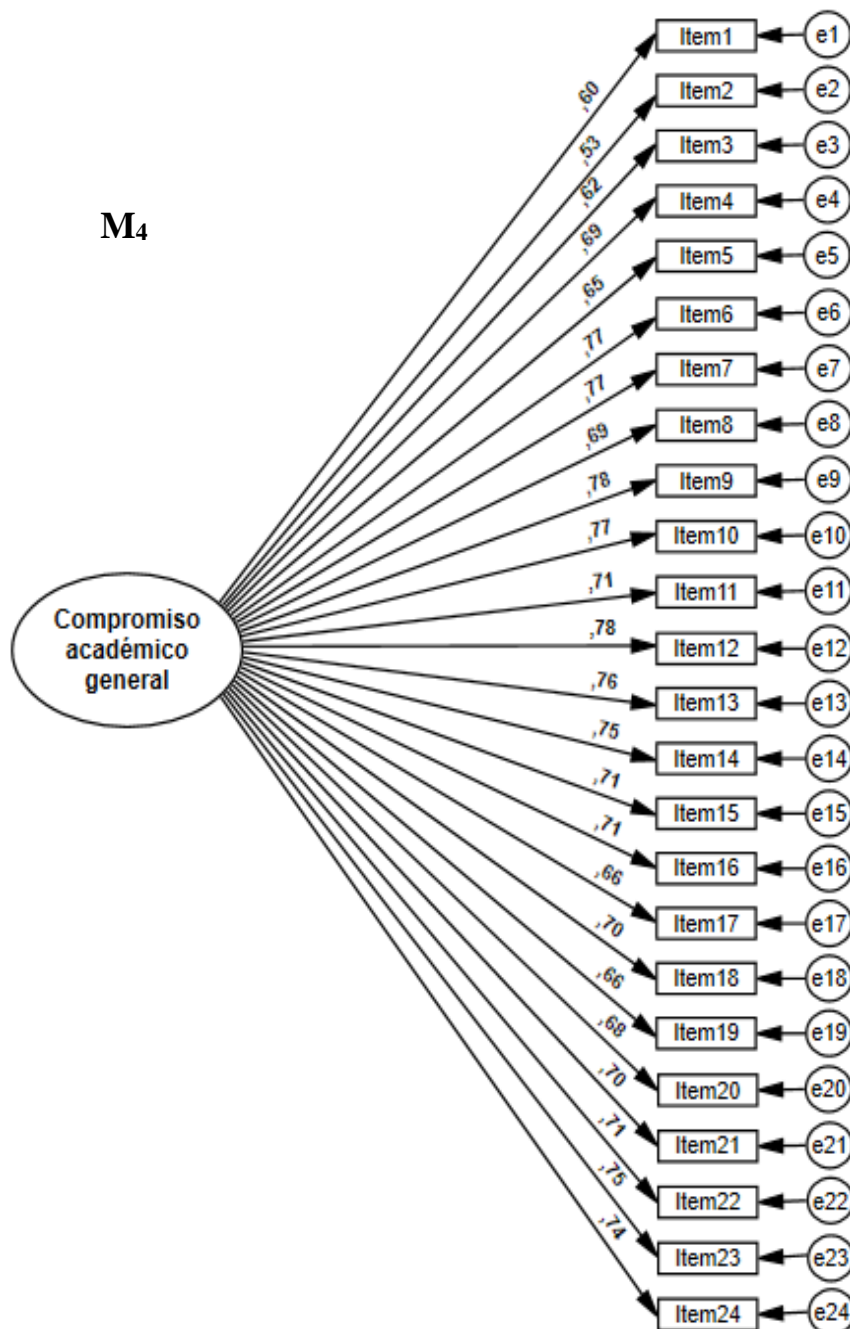 Item1
e1
,60
Item2
e2
,53
Item3
e3
,62
Item4
e4
,69
M₄
Item5
e5
,65
Item6
e6
,77
Item7
e7
,77
Item8
e8
,69
Item9
e9
,78
Item10
e10
,77
Item11
e11
,71
Compromiso
académico
general
Item12
e12
,78
Item13
e13
,76
Item14
e14
,75
Item15
e15
,71
Item16
e16
,71
Item17
e17
,66
Item18
e18
,70
Item19
e19
,66
Item20
e20
,68
Item21
e21
,70
Item22
e22
,71
Item23
e23
,75
Item24
e24
,74